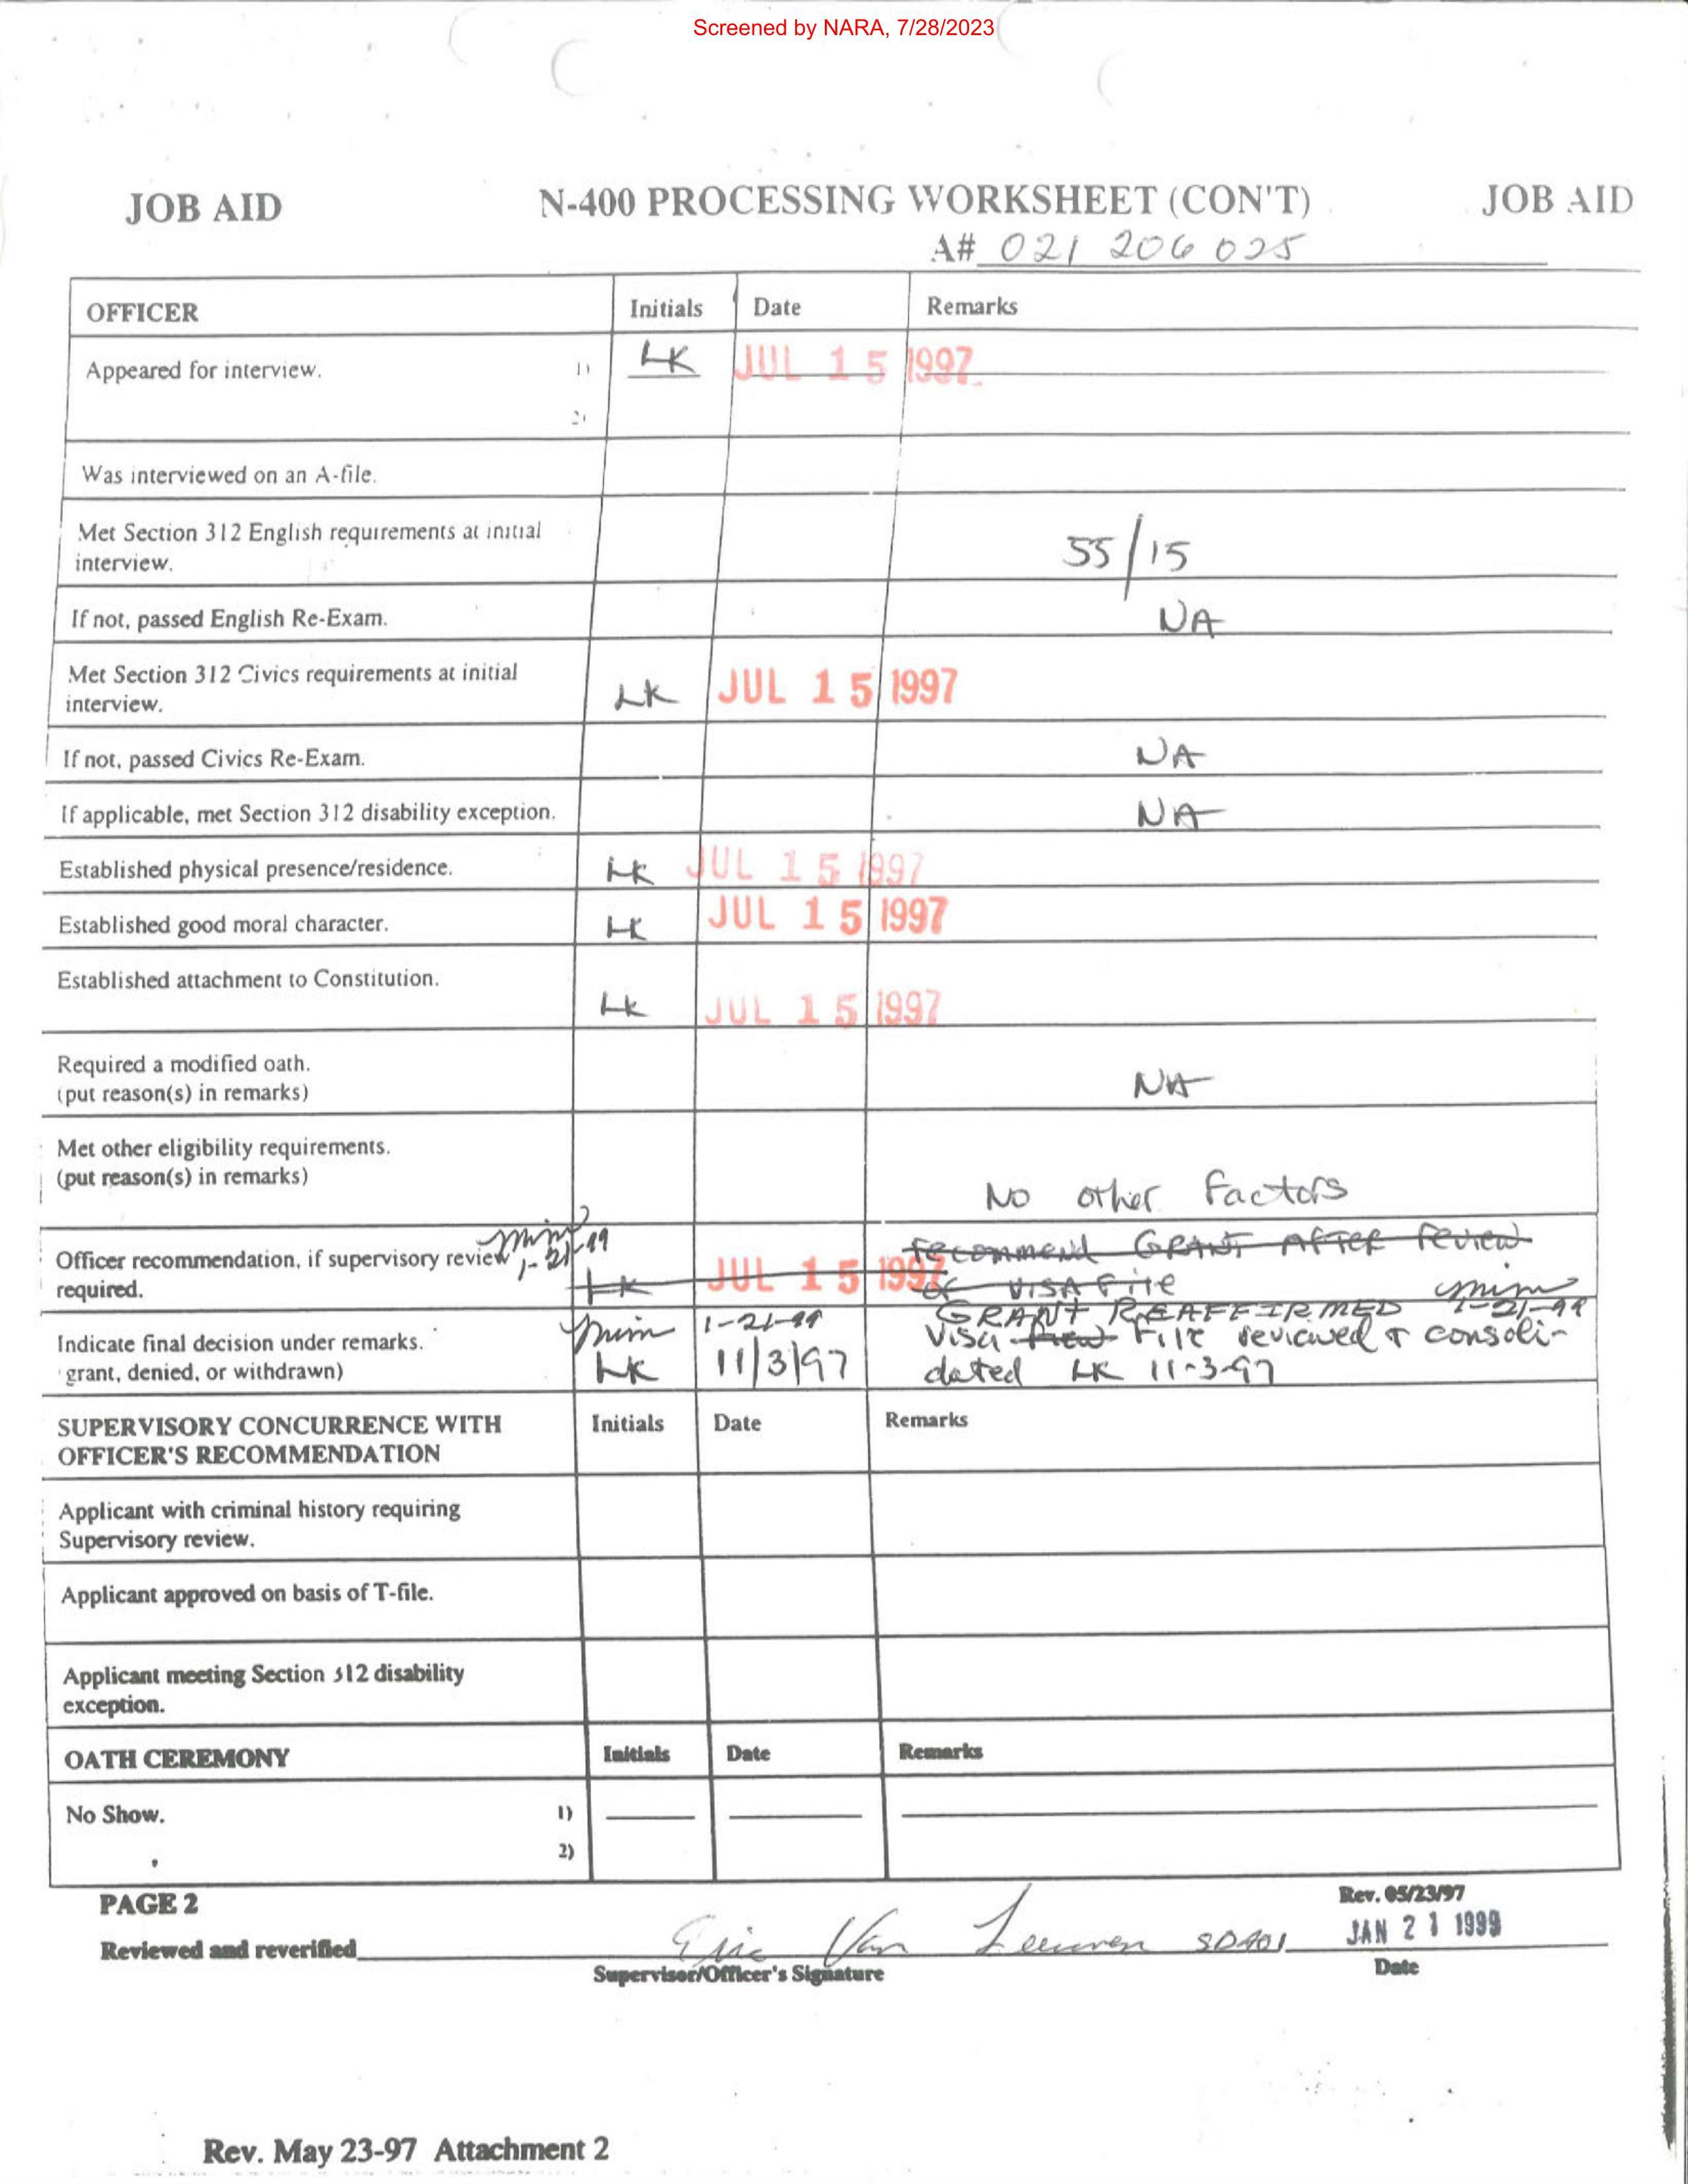 Screened by NARA, 7/28/2023
JOB AID N-400 PROCESSING WORKSHEET (CON'T) JOB AID
A# 021 206 025
OFFICER Initials Date Remarks
Appeared for interview. 1) LK JUL 15 1997
2)
Was interviewed on an A-file.
Met Section 312 English requirements at initial
interview. 55/15
If not, passed English Re-Exam. NA
Met Section 312 Civics requirements at initial
interview. LK JUL 15 1997
If not, passed Civics Re-Exam. NA
If applicable, met Section 312 disability exception. NA
Established physical presence/residence. LK JUL 15 1997
Established good moral character. LK JUL 15 1997
Established attachment to Constitution.
LK JUL 15 1997
Required a modified oath.
(put reason(s) in remarks) NA
Met other eligibility requirements.
(put reason(s) in remarks) No other Factors
Officer recommendation, if supervisory review 1-21-99 recommend GRANT AFTER review
required. LK JUL 15 1997 of VISA File
GRANT REAFFIRMED 1-21-99
Indicate final decision under remarks. 1-21-99 Visa File reviewed & consoli-
grant, denied, or withdrawn) LK 11/3/97 dated LK 11-3-97
SUPERVISORY CONCURRENCE WITH Initials Date Remarks
OFFICER'S RECOMMENDATION
Applicant with criminal history requiring
Supervisory review.
Applicant approved on basis of T-file.
Applicant meeting Section 312 disability
exception.
OATH CEREMONY Initials Date Remarks
No Show. 1)
2)
PAGE 2 Rev. 05/23/97
Reviewed and reverified Eric Van Leeuven SDAO1 JAN 21 1999
Supervisor/Officer's Signature Date
Rev. May 23-97 Attachment 2